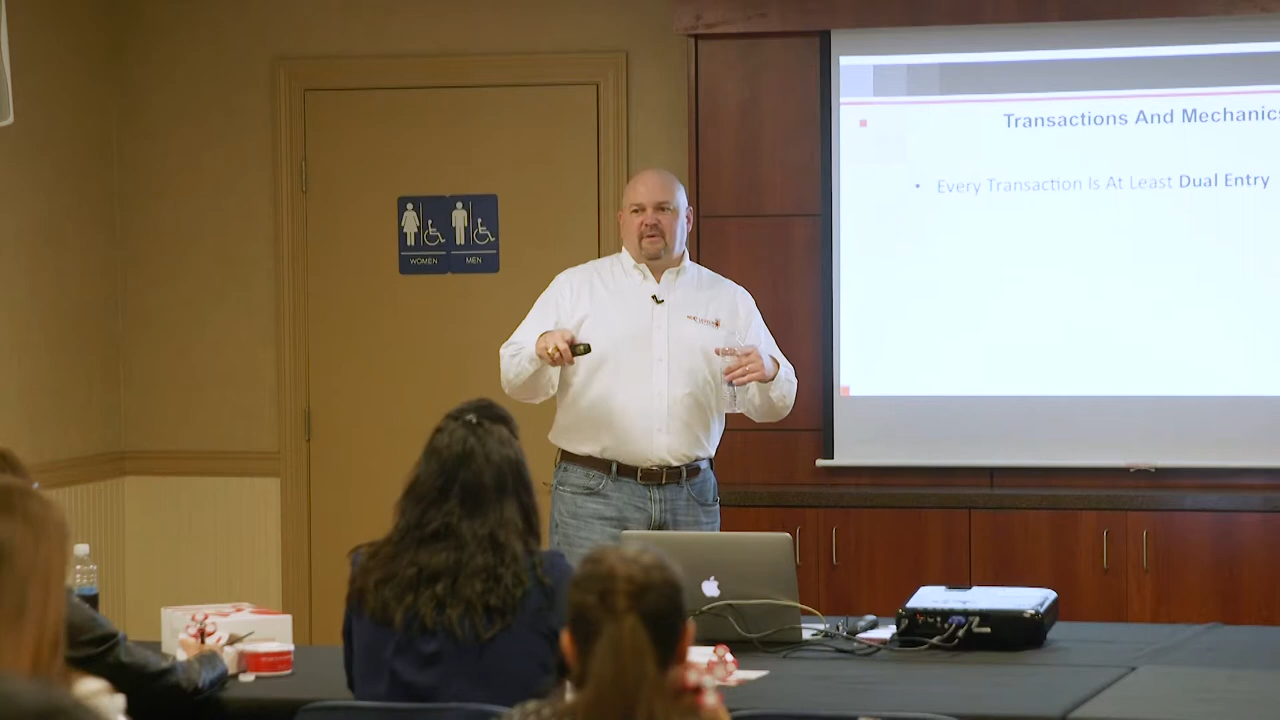 Transactions And Mechanics
• Every Transaction Is At Least Dual Entry
WOMEN
MEN